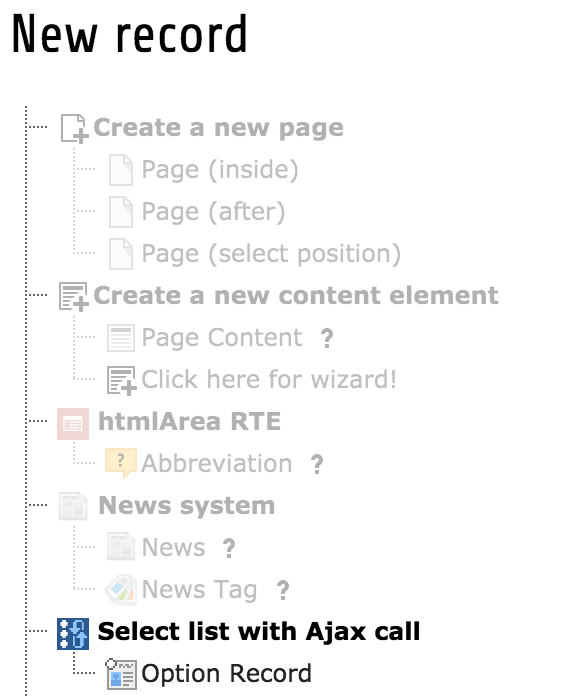 New record
Create a new page
Page (inside)
Page (after)
Page (select position)
Create a new content element
Page Content ?
Click here for wizard!
htmlArea RTE
? Abbreviation ?
News system
News ?
News Tag ?
Select list with Ajax call
Option Record